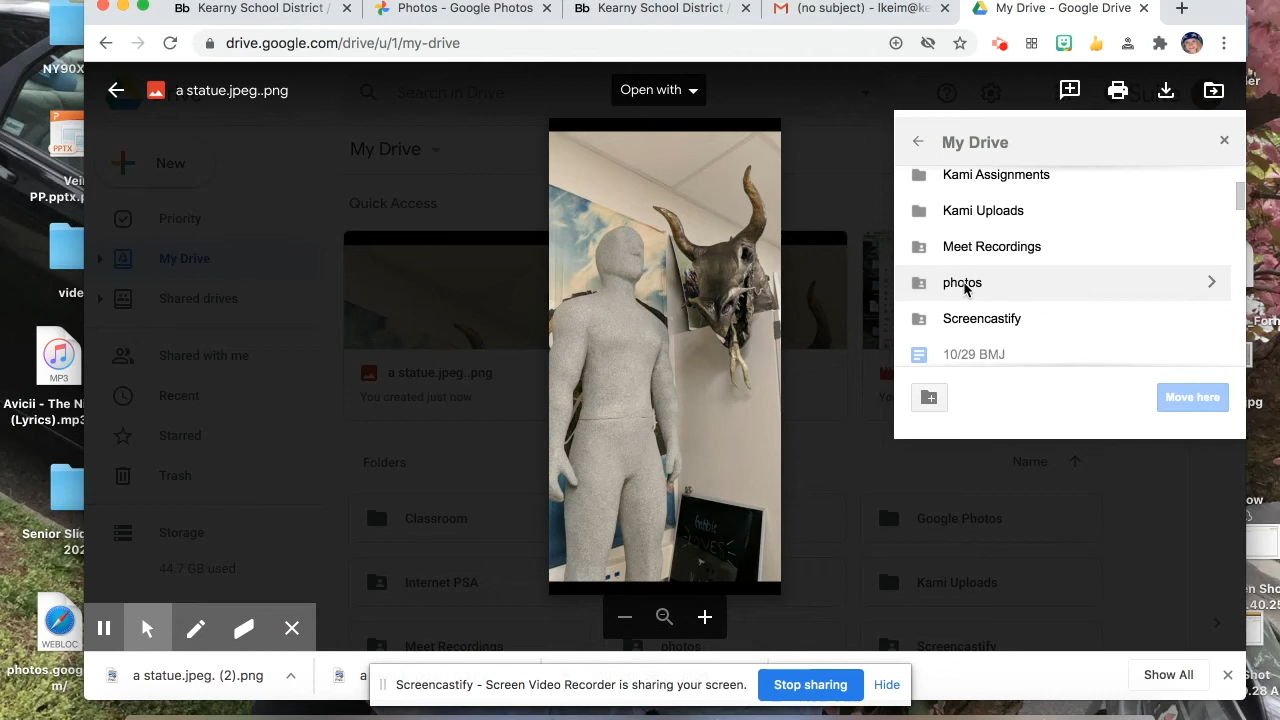 Kearny School District /
Photos - Google Photos
Kearny School District /
(no subject) - lkeim@ke
My Drive - Google Drive
drive.google.com/drive/u/1/my-drive
NY90X
a statue.jpeg..png
Search in Drive
Open with
New
My Drive
My Drive
Kami Assignments
Quick Access
Kami Uploads
Priority
PPTX
PP.pptx.p
My Drive
Meet Recordings
photos
vide
Shared drives
Screencastify
Shared with me
10/29 BMJ
a statue.jpeg..png
MP3
You created just now
Move here
Recent
Avicii - The N
(Lyrics).mp3
Starred
Folders
Name
Trash
Classroom
Google Photos
Senior Slid
202
Storage
44.7 GB used
Internet PSA
Kami Uploads
LOVES
Meet Recordings
photos
Screencastify
WEBLOC
photos.goog
m/
a statue.jpeg. (2).png
Screencastify - Screen Video Recorder is sharing your screen.
Stop sharing
Hide
Show All